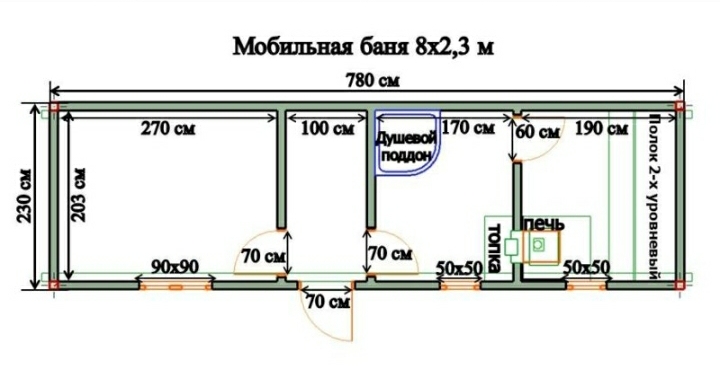 Мобильная баня 8х2,3 м
780 см
270 см
100 см
170 см
60 см
190 см
Душевой
поддон
230 см
203 см
Полок 2-х уровневый
70 см
70 см
топка
печь
90х90
70 см
50х50
50х50